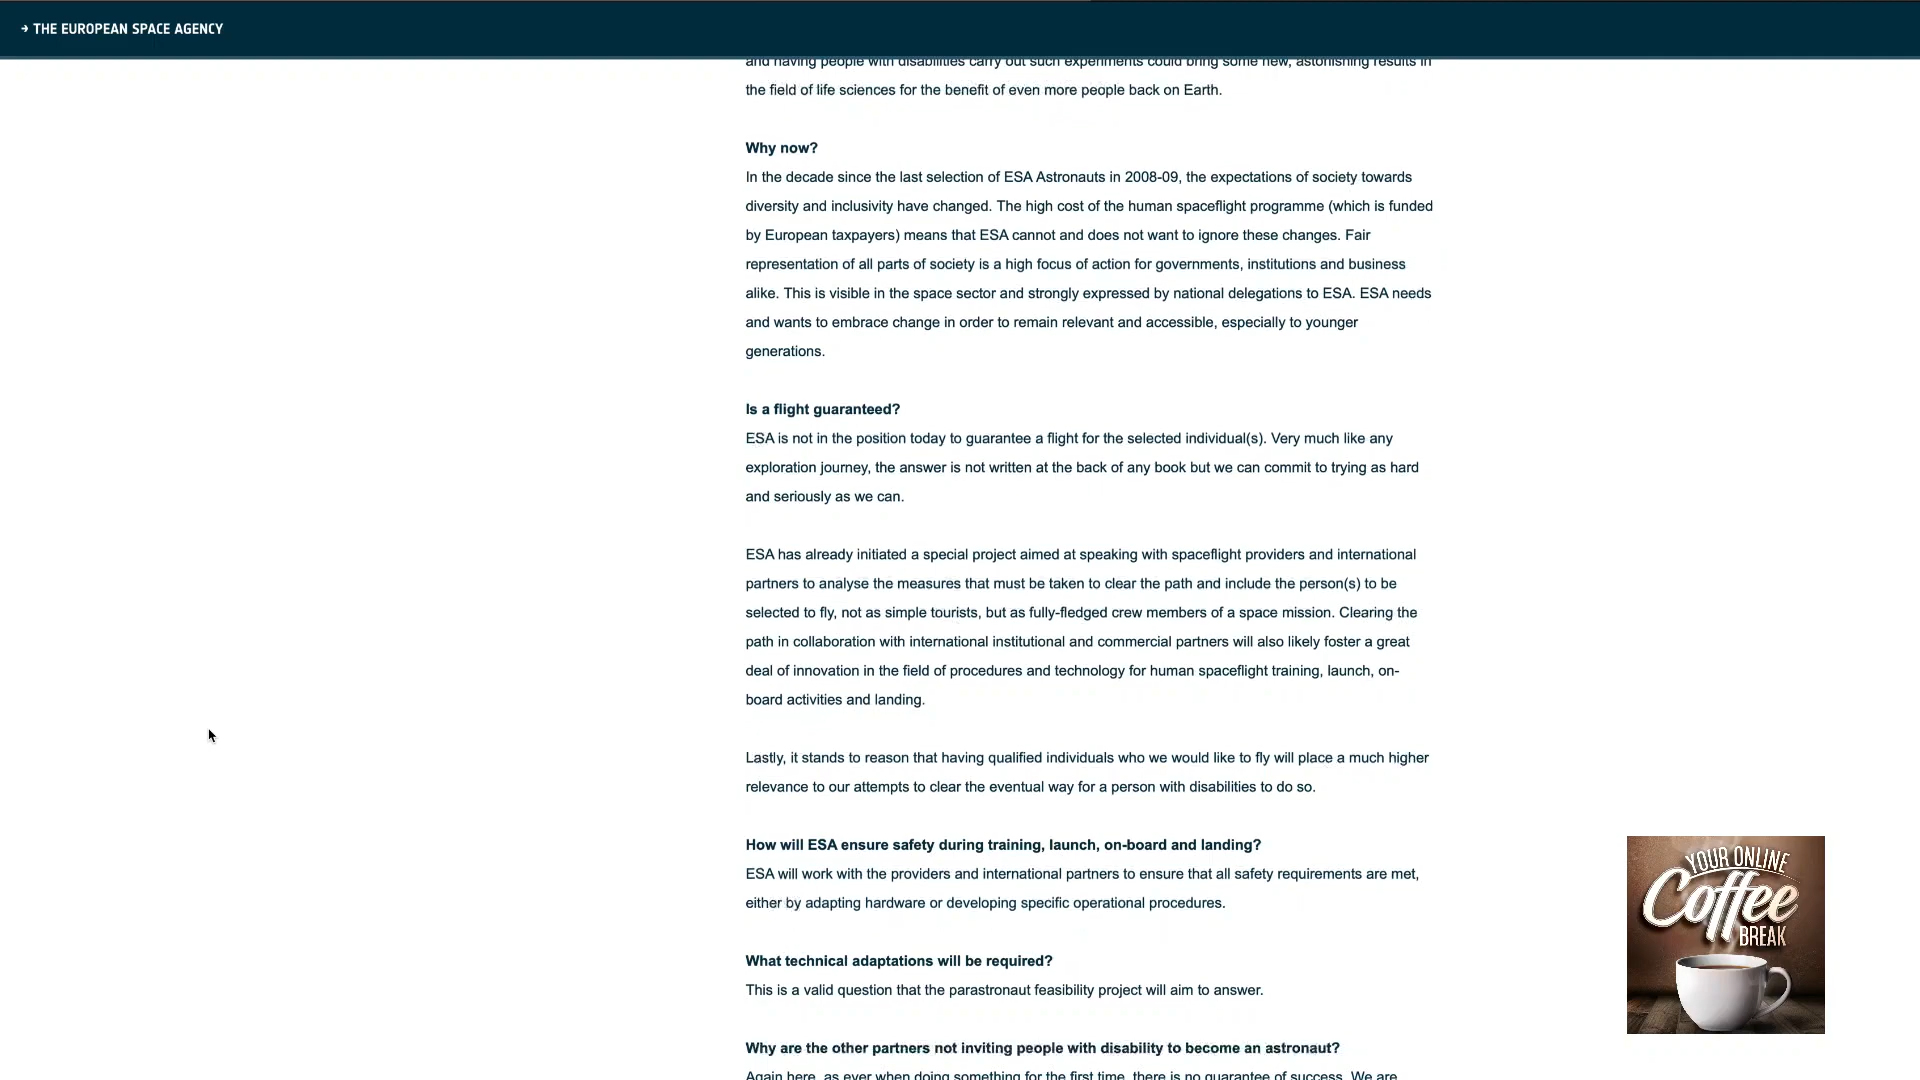 → THE EUROPEAN SPACE AGENCY
and having people with disabilities carry out such experiments could bring some new, astonishing results in
the field of life sciences for the benefit of even more people back on Earth.
Why now?
In the decade since the last selection of ESA Astronauts in 2008-09, the expectations of society towards
diversity and inclusivity have changed. The high cost of the human spaceflight programme (which is funded
by European taxpayers) means that ESA cannot and does not want to ignore these changes. Fair
representation of all parts of society is a high focus of action for governments, institutions and business
alike. This is visible in the space sector and strongly expressed by national delegations to ESA. ESA needs
and wants to embrace change in order to remain relevant and accessible, especially to younger
generations.
Is a flight guaranteed?
ESA is not in the position today to guarantee a flight for the selected individual(s). Very much like any
exploration journey, the answer is not written at the back of any book but we can commit to trying as hard
and seriously as we can.
ESA has already initiated a special project aimed at speaking with spaceflight providers and international
partners to analyse the measures that must be taken to clear the path and include the person(s) to be
selected to fly, not as simple tourists, but as fully-fledged crew members of a space mission. Clearing the
path in collaboration with international institutional and commercial partners will also likely foster a great
deal of innovation in the field of procedures and technology for human spaceflight training, launch, on-
board activities and landing.
Lastly, it stands to reason that having qualified individuals who we would like to fly will place a much higher
relevance to our attempts to clear the eventual way for a person with disabilities to do so.
How will ESA ensure safety during training, launch, on-board and landing?
ESA will work with the providers and international partners to ensure that all safety requirements are met,
either by adapting hardware or developing specific operational procedures.
What technical adaptations will be required?
This is a valid question that the parastronaut feasibility project will aim to answer.
Why are the other partners not inviting people with disability to become an astronaut?
Again here, as ever when doing something for the first time, there is no guarantee of success. We are
YOUR ONLINE
Coffee
BREAK